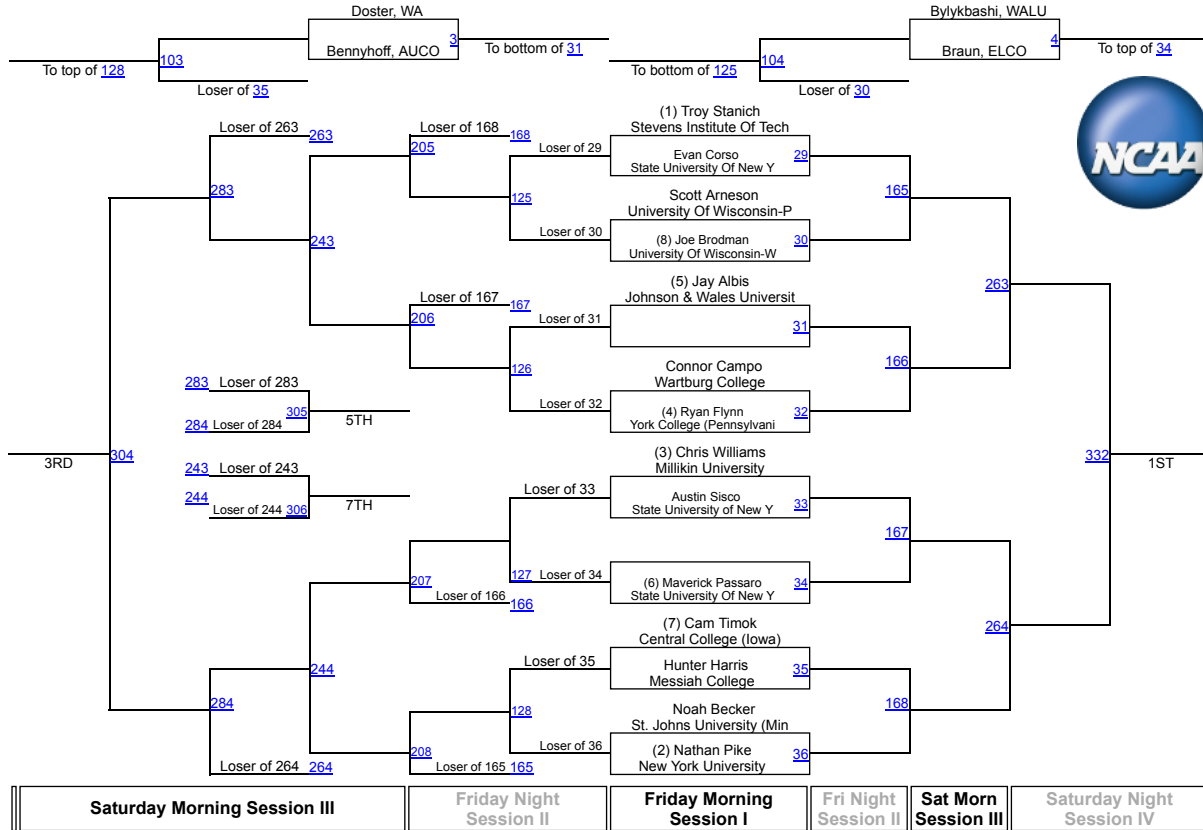 Doster, WA
Bennyhoff, AUCO
3
To bottom of 31
103
To top of 128
Loser of 35
Bylykbashi, WALU
Braun, ELCO
4
To top of 34
104
To bottom of 125
Loser of 30
NCAA
Loser of 263
263
Loser of 168
168
205
283
243
125
Loser of 29
Loser of 30
(1) Troy Stanich
Stevens Institute Of Tech
Evan Corso
State University Of New Y
29
165
Scott Arneson
University Of Wisconsin-P
(8) Joe Brodman
University Of Wisconsin-W
30
263
Loser of 167
167
206
126
Loser of 31
Loser of 32
(5) Jay Albis
Johnson & Wales Universit
31
166
Connor Campo
Wartburg College
(4) Ryan Flynn
York College (Pennsylvani
32
283
Loser of 283
305
284
Loser of 284
5TH
304
3RD
243
Loser of 243
244
Loser of 244
306
7TH
332
1ST
(3) Chris Williams
Millikin University
Loser of 33
Austin Sisco
State University of New Y
33
167
207
127
Loser of 34
(6) Maverick Passaro
State University Of New Y
34
Loser of 166
166
264
(7) Cam Timok
Central College (Iowa)
Loser of 35
Hunter Harris
Messiah College
35
244
284
128
168
Noah Becker
St. Johns University (Min
208
Loser of 36
(2) Nathan Pike
New York University
36
Loser of 264
264
Loser of 165
165
Saturday Morning Session III
Friday Night
Session II
Friday Morning
Session I
Fri Night
Session II
Sat Morn
Session III
Saturday Night
Session IV